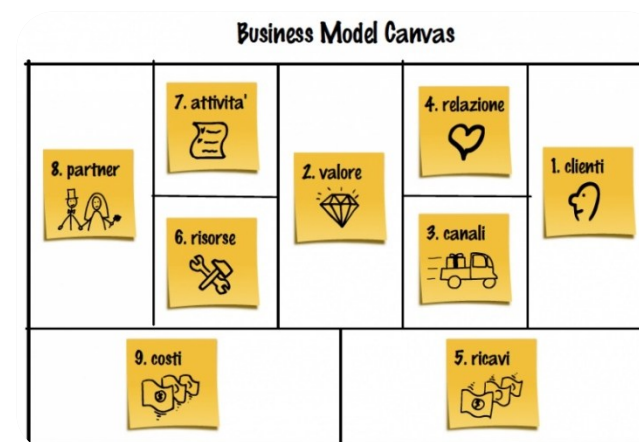 Business Model Canvas
7. attivita'
4. relazione
8. partner
2. valore
1. clienti
6. risorse
3. canali
9. costi
5. ricavi